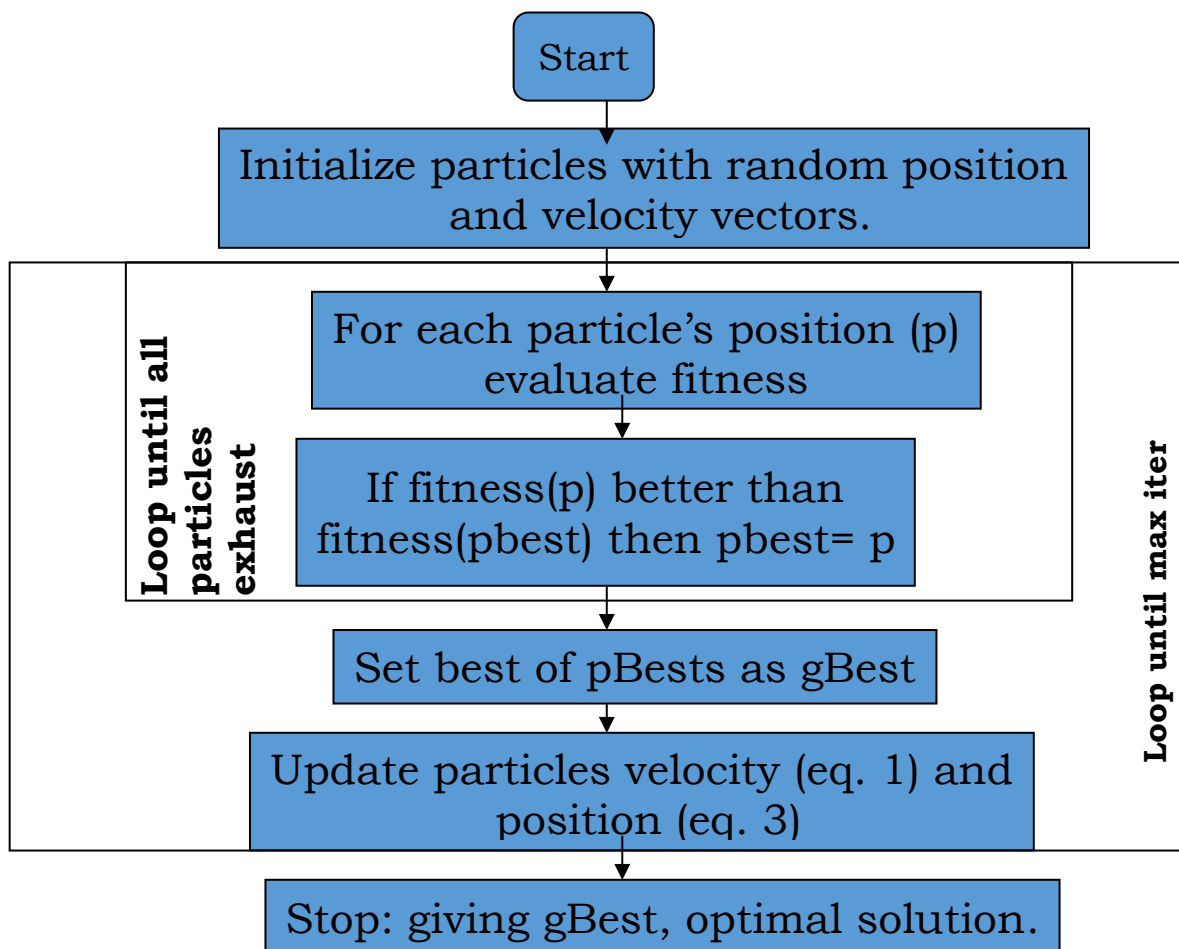 Start
Initialize particles with random position
and velocity vectors.
For each particle’s position (p)
evaluate fitness
If fitness(p) better than
fitness(pbest) then pbest= p
Loop until all
particles
exhaust
Set best of pBests as gBest
Update particles velocity (eq. 1) and
position (eq. 3)
Loop until max iter
Stop: giving gBest, optimal solution.